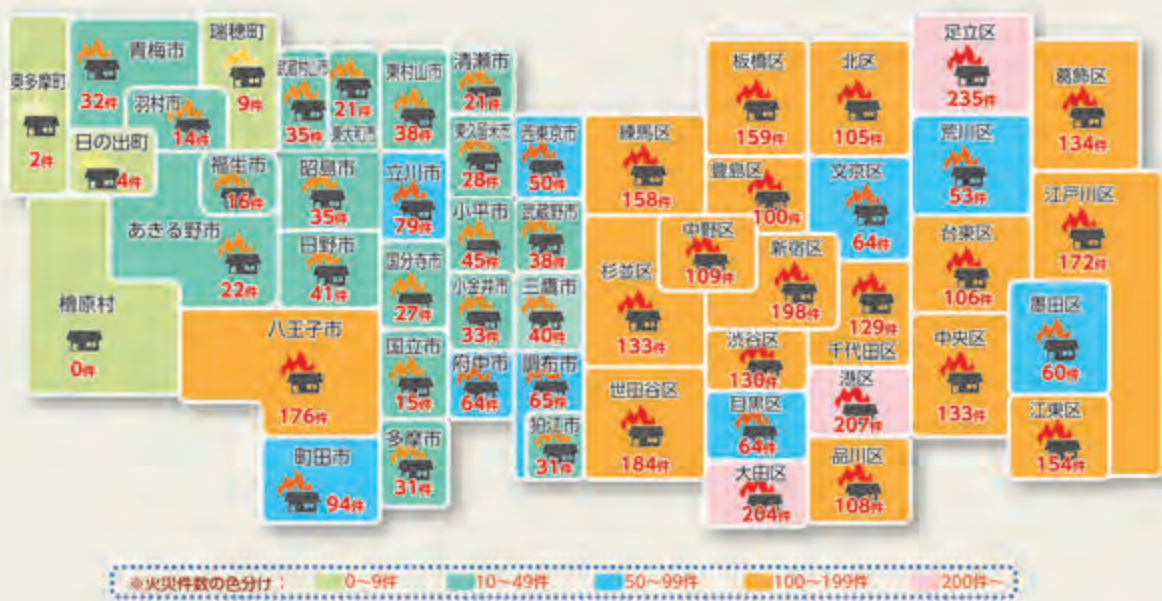 奥多摩町
2件
青梅市
32件
瑞穂町
9件
羽村市
14件
日の出町
4件
福生市
16件
あきる野市
22件
檜原村
0件
武蔵村山市
35件
21件
東大和市
東村山市
38件
清瀬市
21件
昭島市
35件
立川市
79件
東久留米市
28件
西東京市
50件
日野市
41件
国分寺市
27件
小平市
45件
武蔵野市
38件
小金井市
33件
三鷹市
40件
八王子市
176件
国立市
15件
府中市
64件
調布市
65件
狛江市
31件
町田市
94件
多摩市
31件
練馬区
158件
板橋区
159件
北区
105件
足立区
235件
葛飾区
134件
荒川区
53件
豊島区
100件
文京区
64件
中野区
109件
新宿区
198件
杉並区
133件
台東区
106件
江戸川区
172件
129件
千代田区
渋谷区
130件
中央区
133件
墨田区
60件
世田谷区
184件
目黒区
64件
港区
207件
江東区
154件
大田区
204件
品川区
108件
※火災件数の色分け： 0～9件 10～49件 50～99件 100～199件 200件～